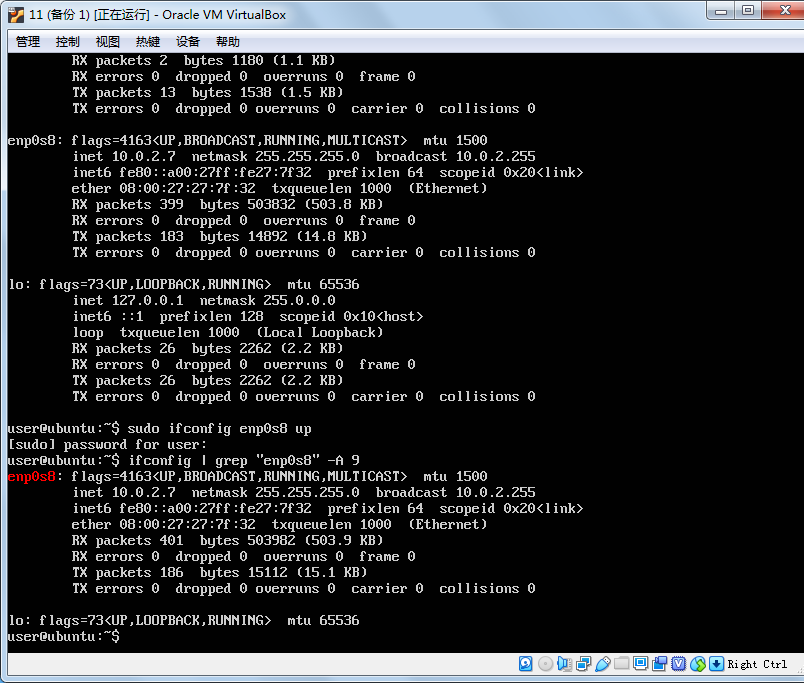 11 (备份 1) [正在运行] - Oracle VM VirtualBox
管理 控制 视图 热键 设备 帮助
RX packets 2  bytes 1180 (1.1 KB)
RX errors 0  dropped 0  overruns 0  frame 0
TX packets 13  bytes 1538 (1.5 KB)
TX errors 0  dropped 0 overruns 0  carrier 0  collisions 0
enp0s8: flags=4163<UP,BROADCAST,RUNNING,MULTICAST>  mtu 1500
inet 10.0.2.7  netmask 255.255.255.0  broadcast 10.0.2.255
inet6 fe80::a00:27ff:fe27:7f32  prefixlen 64  scopeid 0x20<link>
ether 08:00:27:27:7f:32  txqueuelen 1000  (Ethernet)
RX packets 399  bytes 503832 (503.8 KB)
RX errors 0  dropped 0  overruns 0  frame 0
TX packets 183  bytes 14892 (14.8 KB)
TX errors 0  dropped 0 overruns 0  carrier 0  collisions 0
lo: flags=73<UP,LOOPBACK,RUNNING>  mtu 65536
inet 127.0.0.1  netmask 255.0.0.0
inet6 ::1  prefixlen 128  scopeid 0x10<host>
loop  txqueuelen 1000  (Local Loopback)
RX packets 26  bytes 2262 (2.2 KB)
RX errors 0  dropped 0  overruns 0  frame 0
TX packets 26  bytes 2262 (2.2 KB)
TX errors 0  dropped 0 overruns 0  carrier 0  collisions 0
user@ubuntu:~$ sudo ifconfig enp0s8 up
[sudo] password for user:
user@ubuntu:~$ ifconfig | grep "enp0s8" -A 9
enp0s8: flags=4163<UP,BROADCAST,RUNNING,MULTICAST>  mtu 1500
inet 10.0.2.7  netmask 255.255.255.0  broadcast 10.0.2.255
inet6 fe80::a00:27ff:fe27:7f32  prefixlen 64  scopeid 0x20<link>
ether 08:00:27:27:7f:32  txqueuelen 1000  (Ethernet)
RX packets 401  bytes 503982 (503.9 KB)
RX errors 0  dropped 0  overruns 0  frame 0
TX packets 186  bytes 15112 (15.1 KB)
TX errors 0  dropped 0 overruns 0  carrier 0  collisions 0
lo: flags=73<UP,LOOPBACK,RUNNING>  mtu 65536
user@ubuntu:~$
Right Ctrl